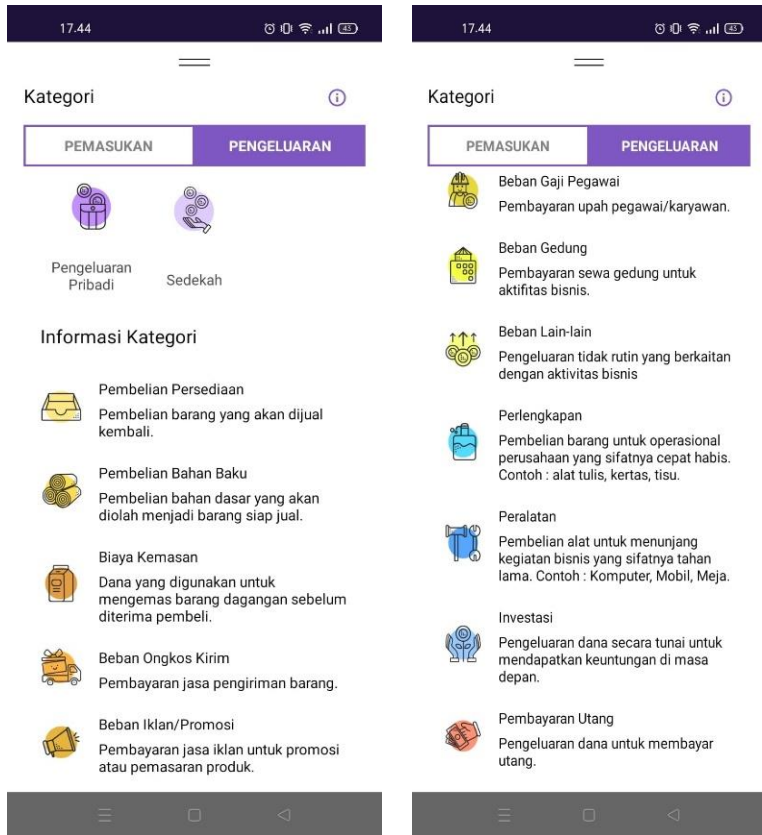 17.44
43
Kategori
PEMASUKAN
PENGELUARAN
Pengeluaran
Pribadi
Sedekah
Informasi Kategori
Pembelian Persediaan
Pembelian barang yang akan dijual
kembali.
Pembelian Bahan Baku
Pembelian bahan dasar yang akan
diolah menjadi barang siap jual.
Biaya Kemasan
Dana yang digunakan untuk
mengemas barang dagangan sebelum
diterima pembeli.
Beban Ongkos Kirim
Pembayaran jasa pengiriman barang.
Beban Iklan/Promosi
Pembayaran jasa iklan untuk promosi
atau pemasaran produk.
17.44
43
Kategori
PEMASUKAN
PENGELUARAN
Beban Gaji Pegawai
Pembayaran upah pegawai/karyawan.
Beban Gedung
Pembayaran sewa gedung untuk
aktifitas bisnis.
Beban Lain-lain
Pengeluaran tidak rutin yang berkaitan
dengan aktivitas bisnis
Perlengkapan
Pembelian barang untuk operasional
perusahaan yang sifatnya cepat habis.
Contoh : alat tulis, kertas, tisu.
Peralatan
Pembelian alat untuk menunjang
kegiatan bisnis yang sifatnya tahan
lama. Contoh : Komputer, Mobil, Meja.
Investasi
Pengeluaran dana secara tunai untuk
mendapatkan keuntungan di masa
depan.
Pembayaran Utang
Pengeluaran dana untuk membayar
utang.